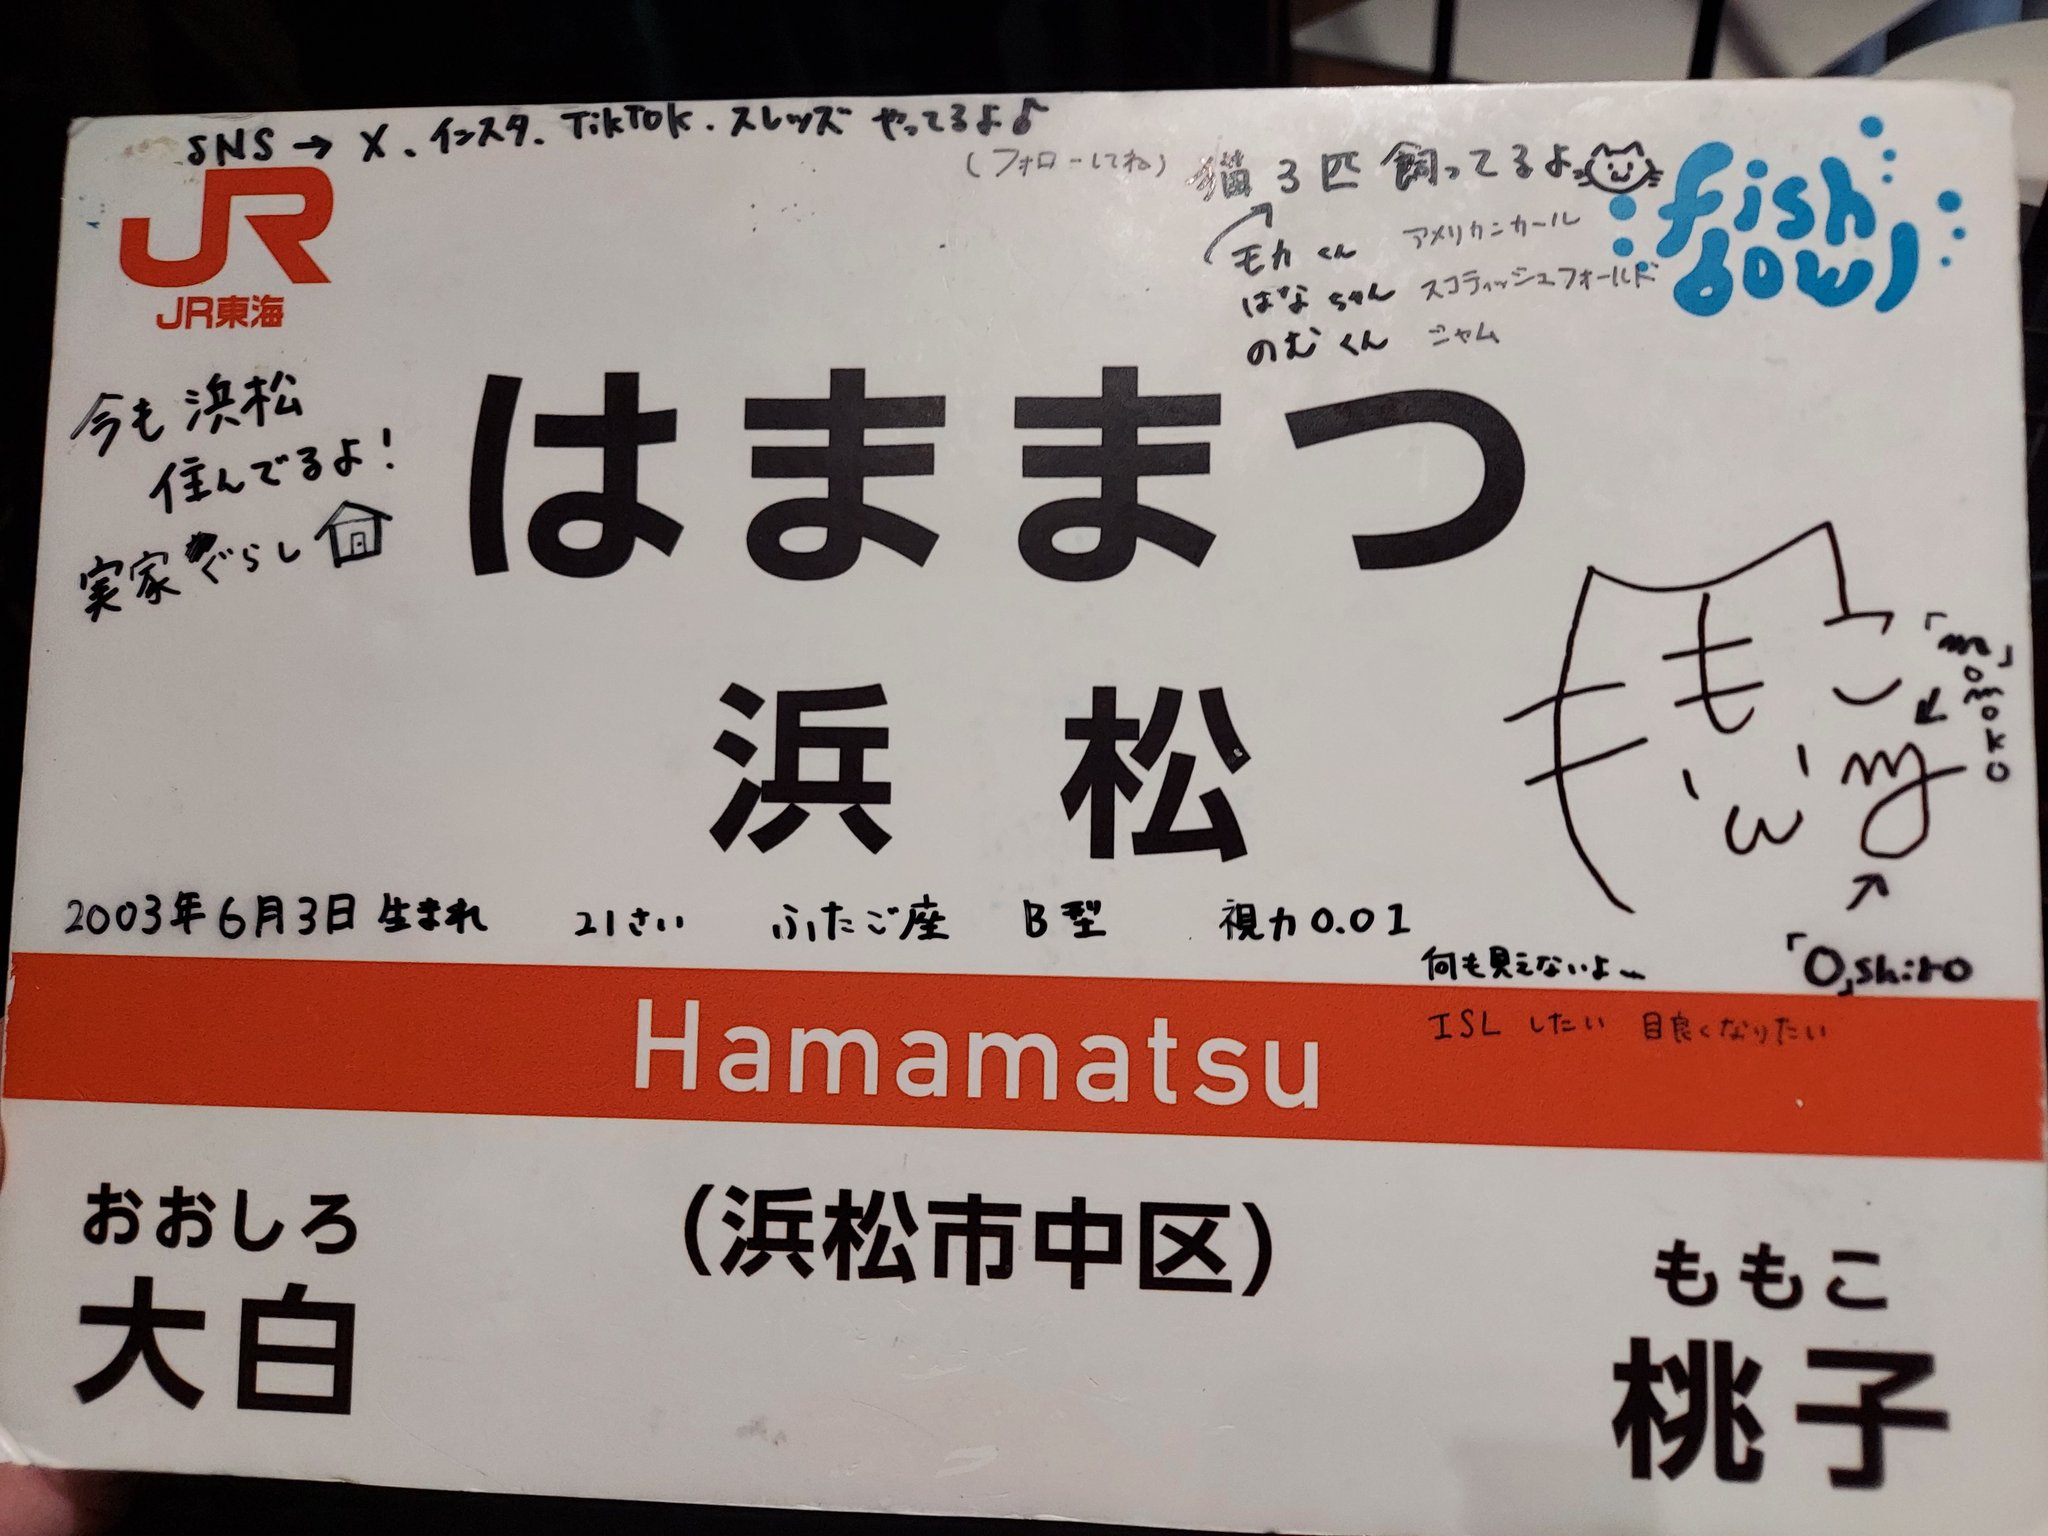 SNS → X、インスタ、TikTok、スレッズ やってるよ♪
(フォローしてね)
猫 3匹 飼ってるよ
モカくん アメリカンカール
はなちゃん スコティッシュフォールド
のむくん シャム
fish
bowl
JR
JR東海
今も浜松
住んでるよ!
実家ぐらし
はままつ
浜松
もこ
「m」omoko
「O」shiro
2003年6月3日生まれ 21さい ふたご座 B型 視力0.01
何も見えないよ〜
ISL したい 目良くなりたい
Hamamatsu
(浜松市中区)
おおしろ
大白
ももこ
桃子